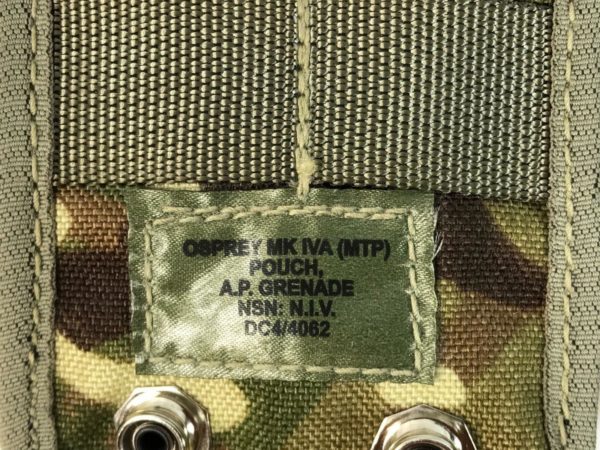 OSPREY MK IVA (MTP)
POUCH,
A.P. GRENADE
NSN: N.I.V.
DC4/4062